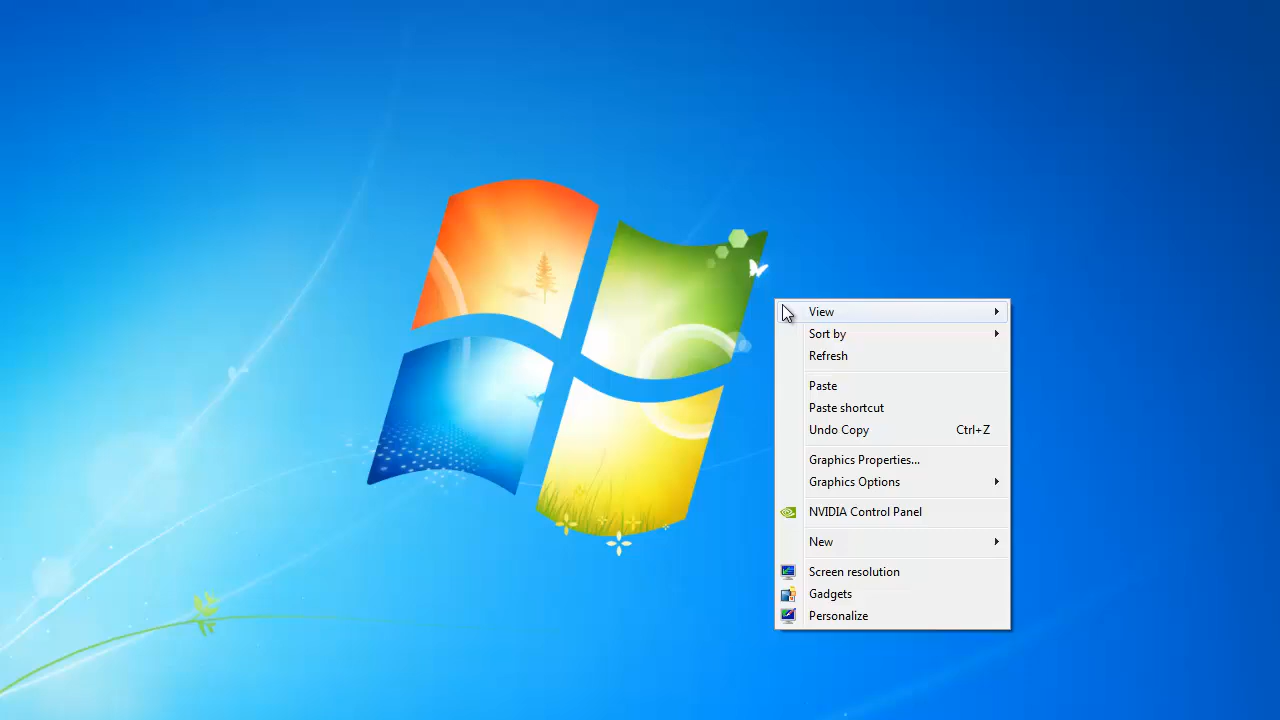 View
Sort by
Refresh
Paste
Paste shortcut
Undo Copy Ctrl+Z
Graphics Properties...
Graphics Options
NVIDIA Control Panel
New
Screen resolution
Gadgets
Personalize